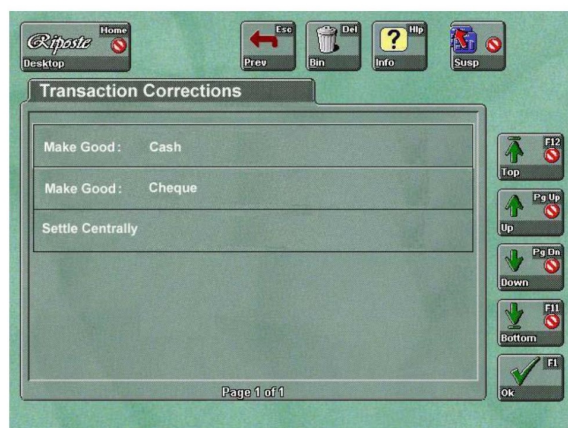 Riposte Home
Desktop
Esc
Prev
Del
Bin
Hlp
Info
Susp
Transaction Corrections
Make Good : Cash
Make Good : Cheque
Settle Centrally
F12
Top
Pg Up
Up
Pg Dn
Down
F11
Bottom
F1
Ok
Page 1 of 1